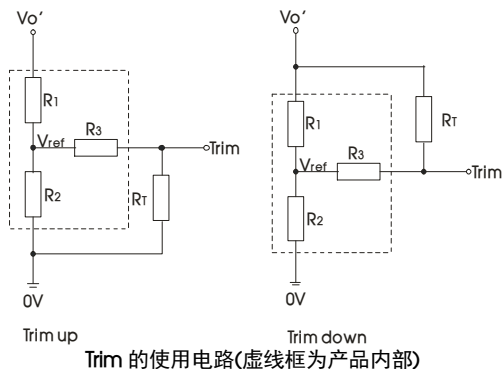 Vo'
R1
Vref
R3
Trim
R2
RT
0V
Trim up
Vo'
R1
RT
Vref
R3
Trim
R2
0V
Trim down
Trim 的使用电路(虚线框为产品内部)